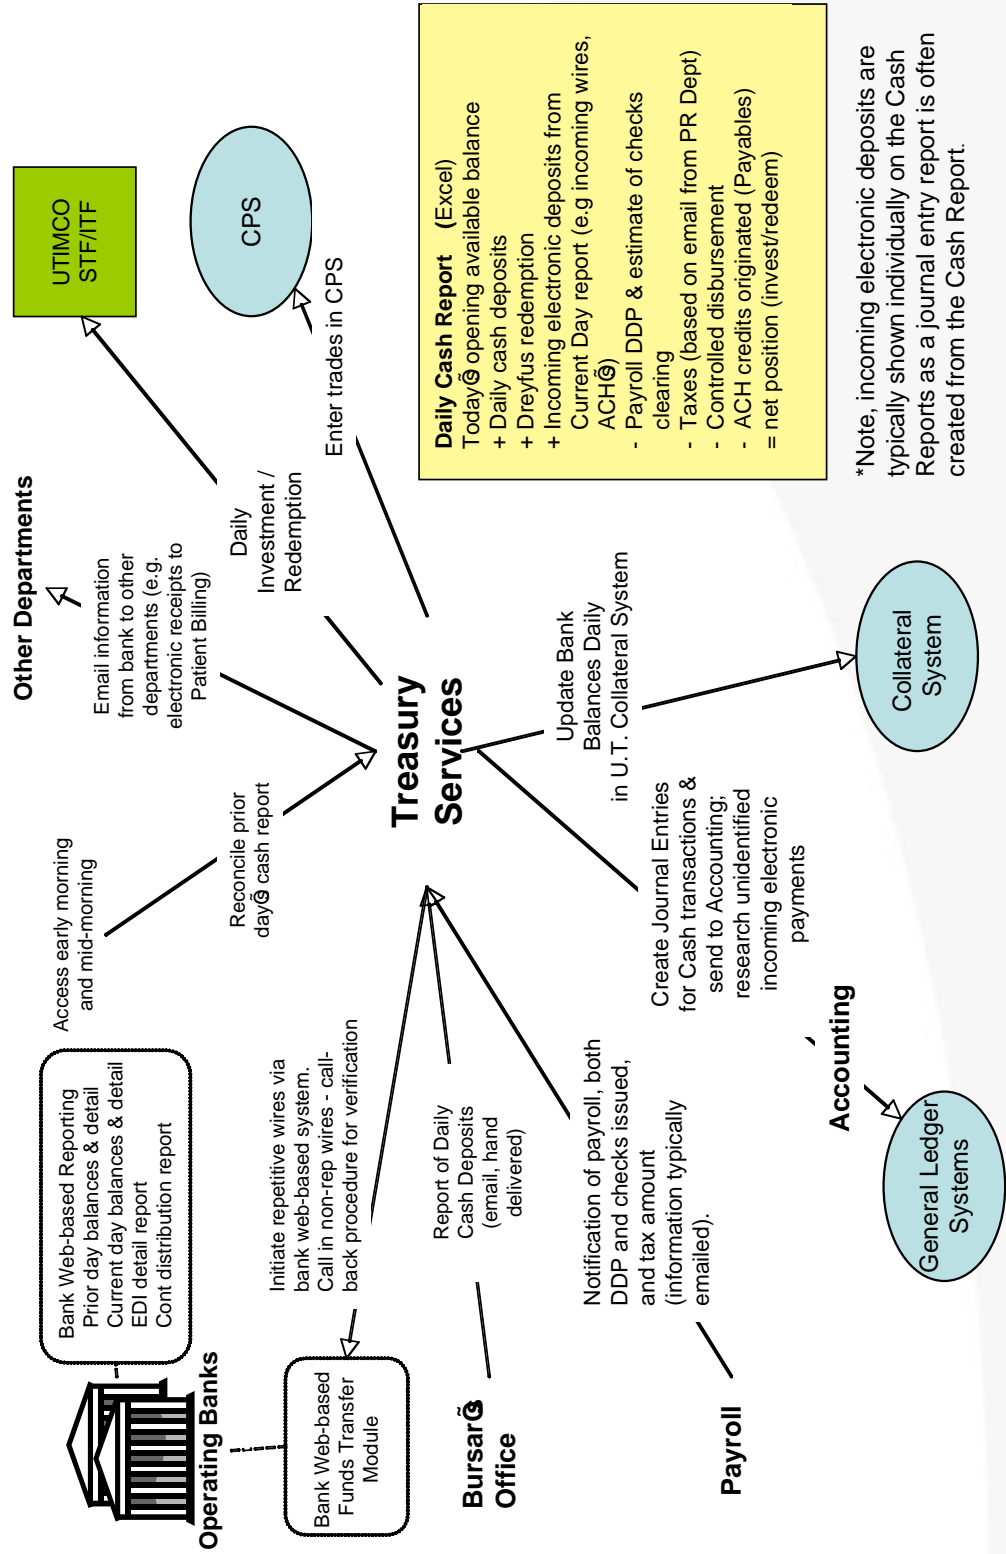 Operating Banks
Bank Web-based Reporting
Prior day balances & detail
Current day balances & detail
EDI detail report
Cont distribution report
Access early morning
and mid-morning
Other Departments
Email information
from bank to other
departments (e.g.
electronic receipts to
Patient Billing)
UTIMCO
STF/ITF
Daily
Investment /
Redemption
CPS
Enter trades in CPS
Reconcile prior
dayÕs cash report
Bank Web-based
Funds Transfer
Module
Initiate repetitive wires via
bank web-based system.
Call in non-rep wires - call-
back procedure for verification
Treasury
Services
Bursar’s
Office
Report of Daily
Cash Deposits
(email, hand
delivered)
Update Bank
Balances Daily
in U.T. Collateral System
Daily Cash Report (Excel)
TodayÕs opening available balance
+ Daily cash deposits
+ Dreyfus redemption
+ Incoming electronic deposits from
Current Day report (e.g incoming wires,
ACHÕs)
- Payroll DDP & estimate of checks
clearing
- Taxes (based on email from PR Dept)
- Controlled disbursement
- ACH credits originated (Payables)
= net position (invest/redeem)
Payroll
Notification of payroll, both
DDP and checks issued,
and tax amount
(information typically
emailed).
Create Journal Entries
for Cash transactions &
send to Accounting;
research unidentified
incoming electronic
payments
Accounting
General Ledger
Systems
Collateral
System
*Note, incoming electronic deposits are
typically shown individually on the Cash
Reports as a journal entry report is often
created from the Cash Report.